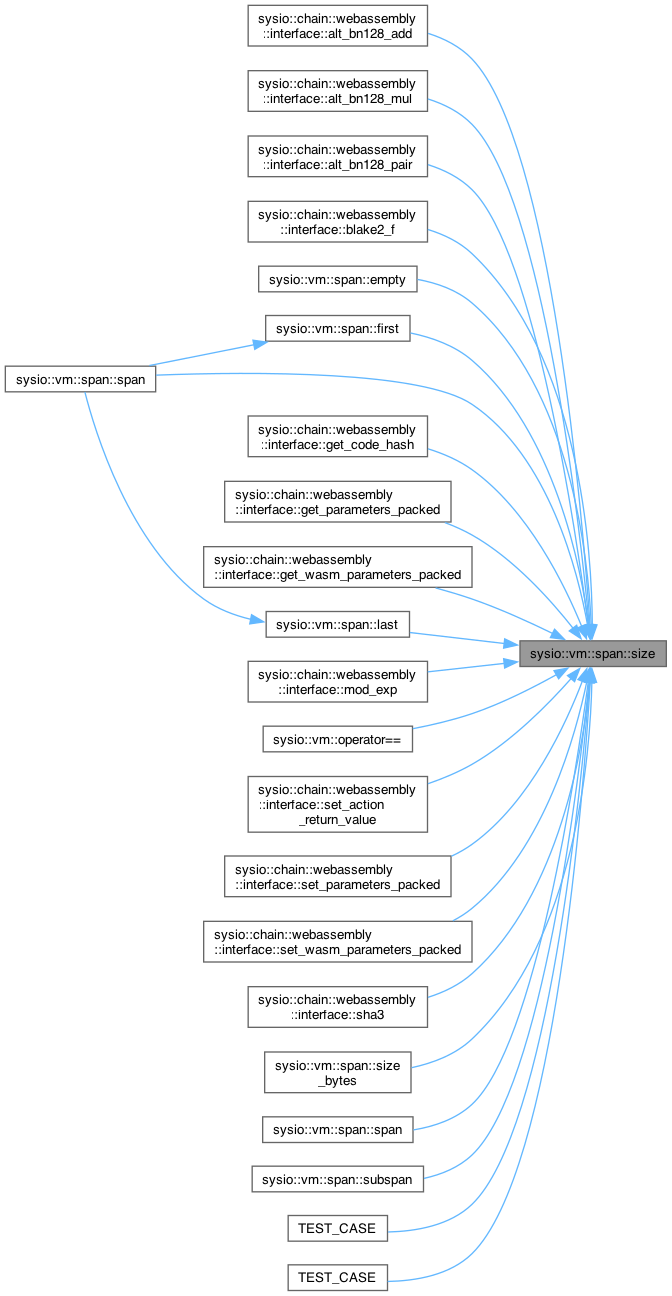 sysio::chain::webassembly
::interface::alt_bn128_add
sysio::chain::webassembly
::interface::alt_bn128_mul
sysio::chain::webassembly
::interface::alt_bn128_pair
sysio::chain::webassembly
::interface::blake2_f
sysio::vm::span::empty
sysio::vm::span::first
sysio::vm::span::span
sysio::chain::webassembly
::interface::get_code_hash
sysio::chain::webassembly
::interface::get_parameters_packed
sysio::chain::webassembly
::interface::get_wasm_parameters_packed
sysio::vm::span::last
sysio::vm::span::size
sysio::chain::webassembly
::interface::mod_exp
sysio::vm::operator==
sysio::chain::webassembly
::interface::set_action
_return_value
sysio::chain::webassembly
::interface::set_parameters_packed
sysio::chain::webassembly
::interface::set_wasm_parameters_packed
sysio::chain::webassembly
::interface::sha3
sysio::vm::span::size
_bytes
sysio::vm::span::span
sysio::vm::span::subspan
TEST_CASE
TEST_CASE